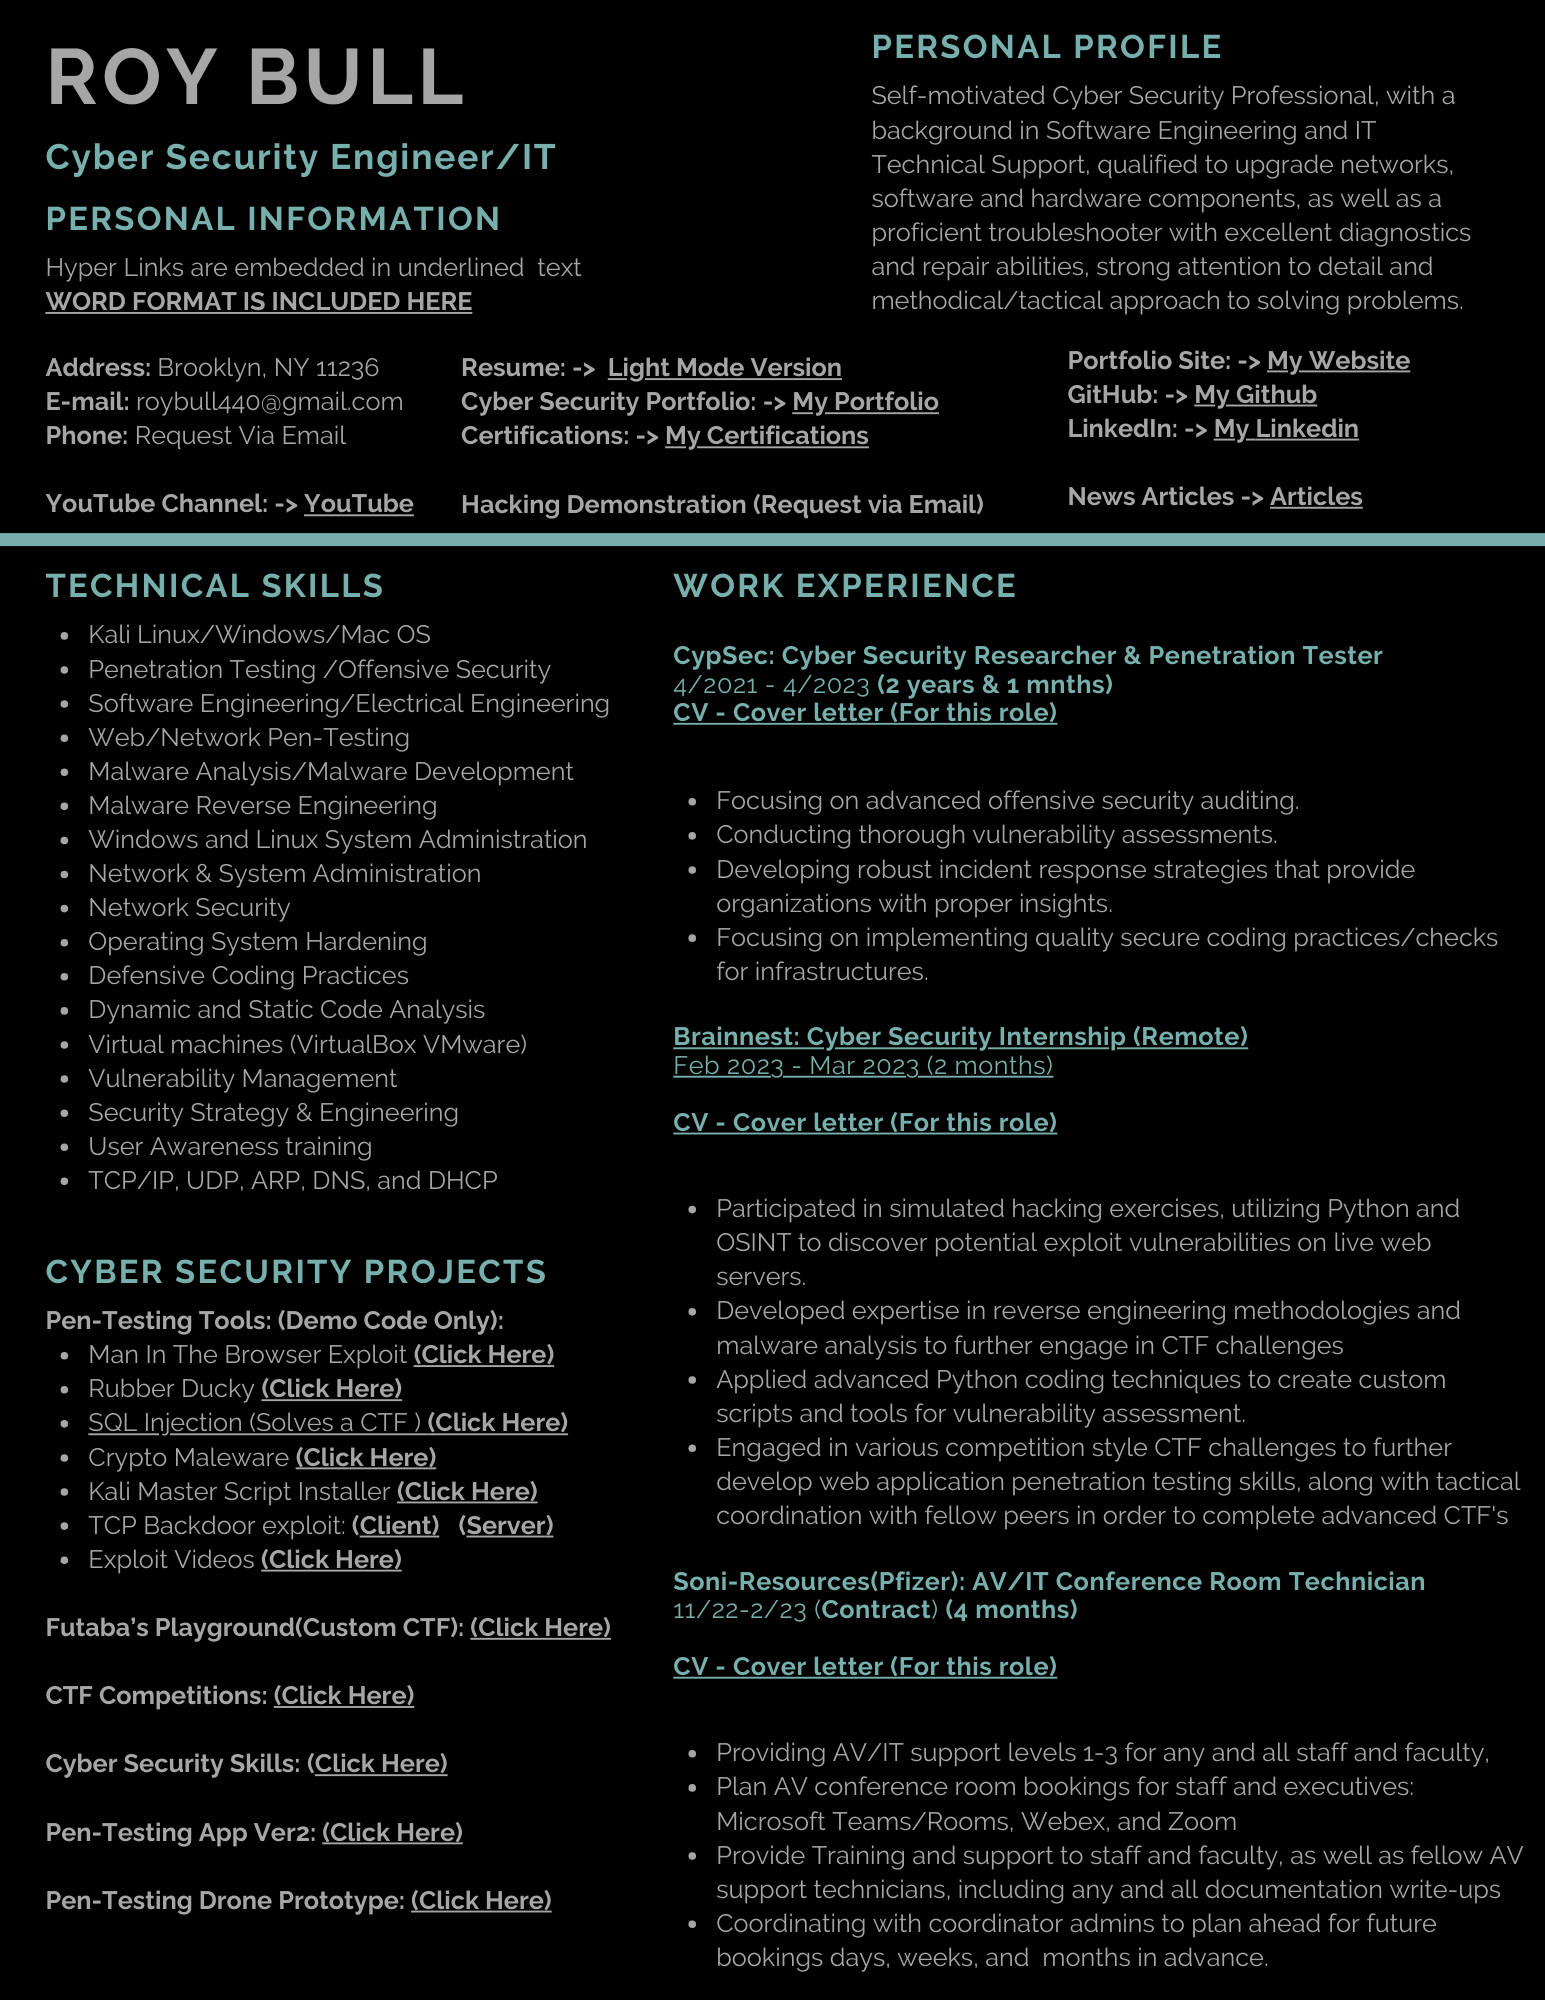 ROY BULL
Cyber Security Engineer/IT
PERSONAL INFORMATION
Hyper Links are embedded in underlined  text
WORD FORMAT IS INCLUDED HERE
PERSONAL PROFILE
Self-motivated Cyber Security Professional, with a
background in Software Engineering and IT
Technical Support, qualified to upgrade networks,
software and hardware components, as well as a
proficient troubleshooter with excellent diagnostics
and repair abilities, strong attention to detail and
methodical/tactical approach to solving problems.
Address: Brooklyn, NY 11236
E-mail: roybull440@gmail.com
Phone: Request Via Email
YouTube Channel: -> YouTube
Resume: ->  Light Mode Version
Cyber Security Portfolio: -> My Portfolio
Certifications: -> My Certifications
Hacking Demonstration (Request via Email)
Portfolio Site: -> My Website
GitHub: -> My Github
LinkedIn: -> My Linkedin
News Articles -> Articles
TECHNICAL SKILLS
• Kali Linux/Windows/Mac OS
• Penetration Testing /Offensive Security
• Software Engineering/Electrical Engineering
• Web/Network Pen-Testing
• Malware Analysis/Malware Development
• Malware Reverse Engineering
• Windows and Linux System Administration
• Network & System Administration
• Network Security
• Operating System Hardening
• Defensive Coding Practices
• Dynamic and Static Code Analysis
• Virtual machines (VirtualBox VMware)
• Vulnerability Management
• Security Strategy & Engineering
• User Awareness training
• TCP/IP, UDP, ARP, DNS, and DHCP
CYBER SECURITY PROJECTS
Pen-Testing Tools: (Demo Code Only):
• Man In The Browser Exploit (Click Here)
• Rubber Ducky (Click Here)
• SQL Injection (Solves a CTF ) (Click Here)
• Crypto Maleware (Click Here)
• Kali Master Script Installer (Click Here)
• TCP Backdoor exploit: (Client)   (Server)
• Exploit Videos (Click Here)
Futaba's Playground(Custom CTF): (Click Here)
CTF Competitions: (Click Here)
Cyber Security Skills: (Click Here)
Pen-Testing App Ver2: (Click Here)
Pen-Testing Drone Prototype: (Click Here)
WORK EXPERIENCE
CypSec: Cyber Security Researcher & Penetration Tester
4/2021 - 4/2023 (2 years & 1 mnths)
CV - Cover letter (For this role)
• Focusing on advanced offensive security auditing.
• Conducting thorough vulnerability assessments.
• Developing robust incident response strategies that provide
organizations with proper insights.
• Focusing on implementing quality secure coding practices/checks
for infrastructures.
Brainnest: Cyber Security Internship (Remote)
Feb 2023 - Mar 2023 (2 months)
CV - Cover letter (For this role)
• Participated in simulated hacking exercises, utilizing Python and
OSINT to discover potential exploit vulnerabilities on live web
servers.
• Developed expertise in reverse engineering methodologies and
malware analysis to further engage in CTF challenges
• Applied advanced Python coding techniques to create custom
scripts and tools for vulnerability assessment.
• Engaged in various competition style CTF challenges to further
develop web application penetration testing skills, along with tactical
coordination with fellow peers in order to complete advanced CTF's
Soni-Resources(Pfizer): AV/IT Conference Room Technician
11/22-2/23 (Contract) (4 months)
CV - Cover letter (For this role)
• Providing AV/IT support levels 1-3 for any and all staff and faculty,
• Plan AV conference room bookings for staff and executives:
Microsoft Teams/Rooms, Webex, and Zoom
• Provide Training and support to staff and faculty, as well as fellow AV
support technicians, including any and all documentation write-ups
• Coordinating with coordinator admins to plan ahead for future
bookings days, weeks, and  months in advance.